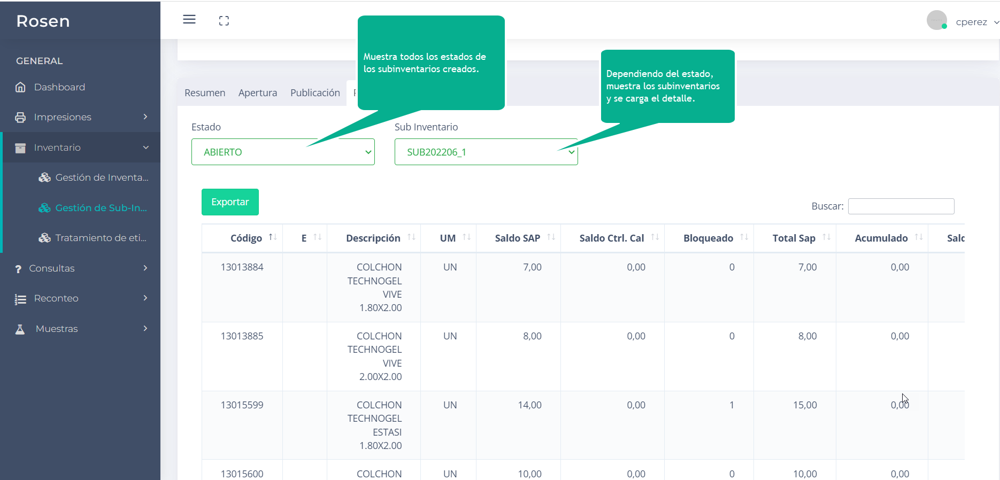 Rosen
cperez
GENERAL
Dashboard
Impresiones
Inventario
Gestión de Inventa...
Gestión de Sub-In...
Tratamiento de eti...
Consultas
Reconteo
Muestras
Muestra todos los estados de
los subinventarios creados.
Dependiendo del estado,
muestra los subinventarios
y se carga el detalle.
Resumen Apertura Publicación
Estado Sub Inventario
ABIERTO SUB202206_1
Exportar
Buscar:
Código E Descripción UM Saldo SAP Saldo Ctrl. Cal Bloqueado Total Sap Acumulado
13013884 COLCHON UN 7,00 0,00 0 7,00 0,00
TECHNOGEL
VIVE
1.80X2.00
13013885 COLCHON UN 8,00 0,00 0 8,00 0,00
TECHNOGEL
VIVE
2.00X2.00
13015599 COLCHON UN 14,00 0,00 1 15,00 0,00
TECHNOGEL
ESTASI
1.80X2.00
13015600 COLCHON UN 10,00 0,00 0 10,00 0,00